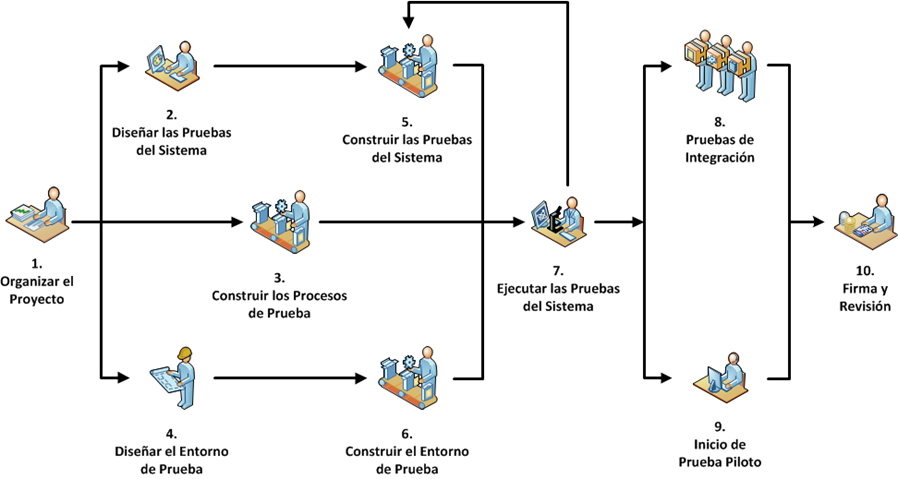 1.
Organizar el
Proyecto
2.
Diseñar las Pruebas
del Sistema
3.
Construir los Procesos
de Prueba
4.
Diseñar el Entorno
de Prueba
5.
Construir las Pruebas
del Sistema
6.
Construir el Entorno
de Prueba
7.
Ejecutar las Pruebas
del Sistema
8.
Pruebas de
Integración
9.
Inicio de
Prueba Piloto
10.
Firma y
Revisión